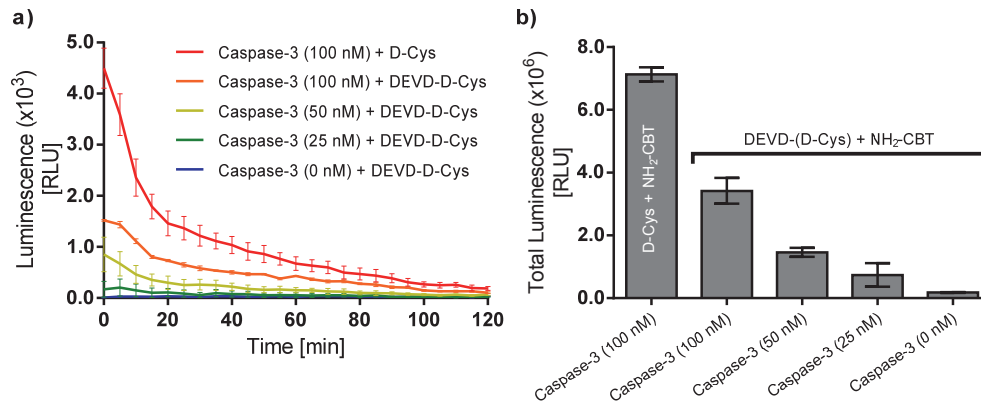 a)
Luminescence (x10³)
[RLU]
5.0
4.0
3.0
2.0
1.0
0.0
0
20
40
60
80
100
120
Time [min]
Caspase-3 (100 nM) + D-Cys
Caspase-3 (100 nM) + DEVD-D-Cys
Caspase-3 (50 nM) + DEVD-D-Cys
Caspase-3 (25 nM) + DEVD-D-Cys
Caspase-3 (0 nM) + DEVD-D-Cys
b)
Total Luminescence (x10⁶)
[RLU]
8.0
6.0
4.0
2.0
0.0
D-Cys + NH₂-CBT
DEVD-(D-Cys) + NH₂-CBT
Caspase-3 (100 nM)
Caspase-3 (100 nM)
Caspase-3 (50 nM)
Caspase-3 (25 nM)
Caspase-3 (0 nM)